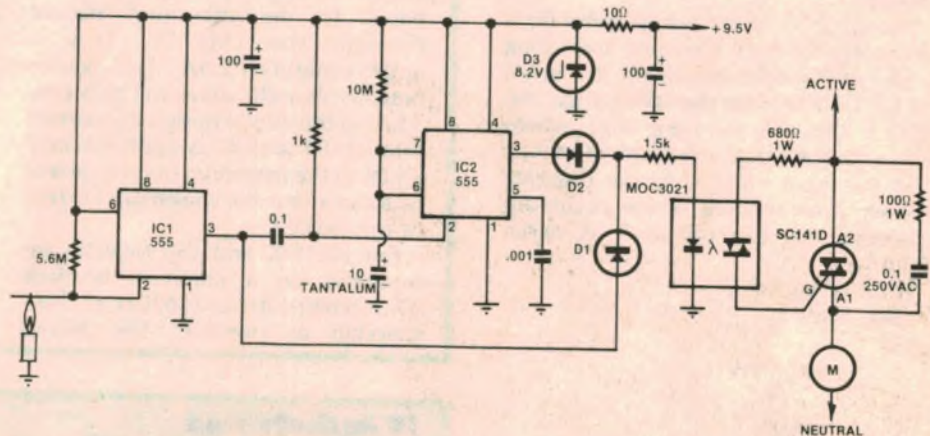 10Ω
+ 9.5V
+
100
10M
D3
8.2V
+
100
ACTIVE
1k
8
4
7
3
680Ω
1W
1.5k
IC2
555
D2
MOC3021
100Ω
1W
6
8
4
6
5
IC1
555
3
0.1
2
1
SC141D
A2
5.6M
+
.001
D1
λ
G
A1
0.1
250VAC
2
1
10
TANTALUM
M
NEUTRAL